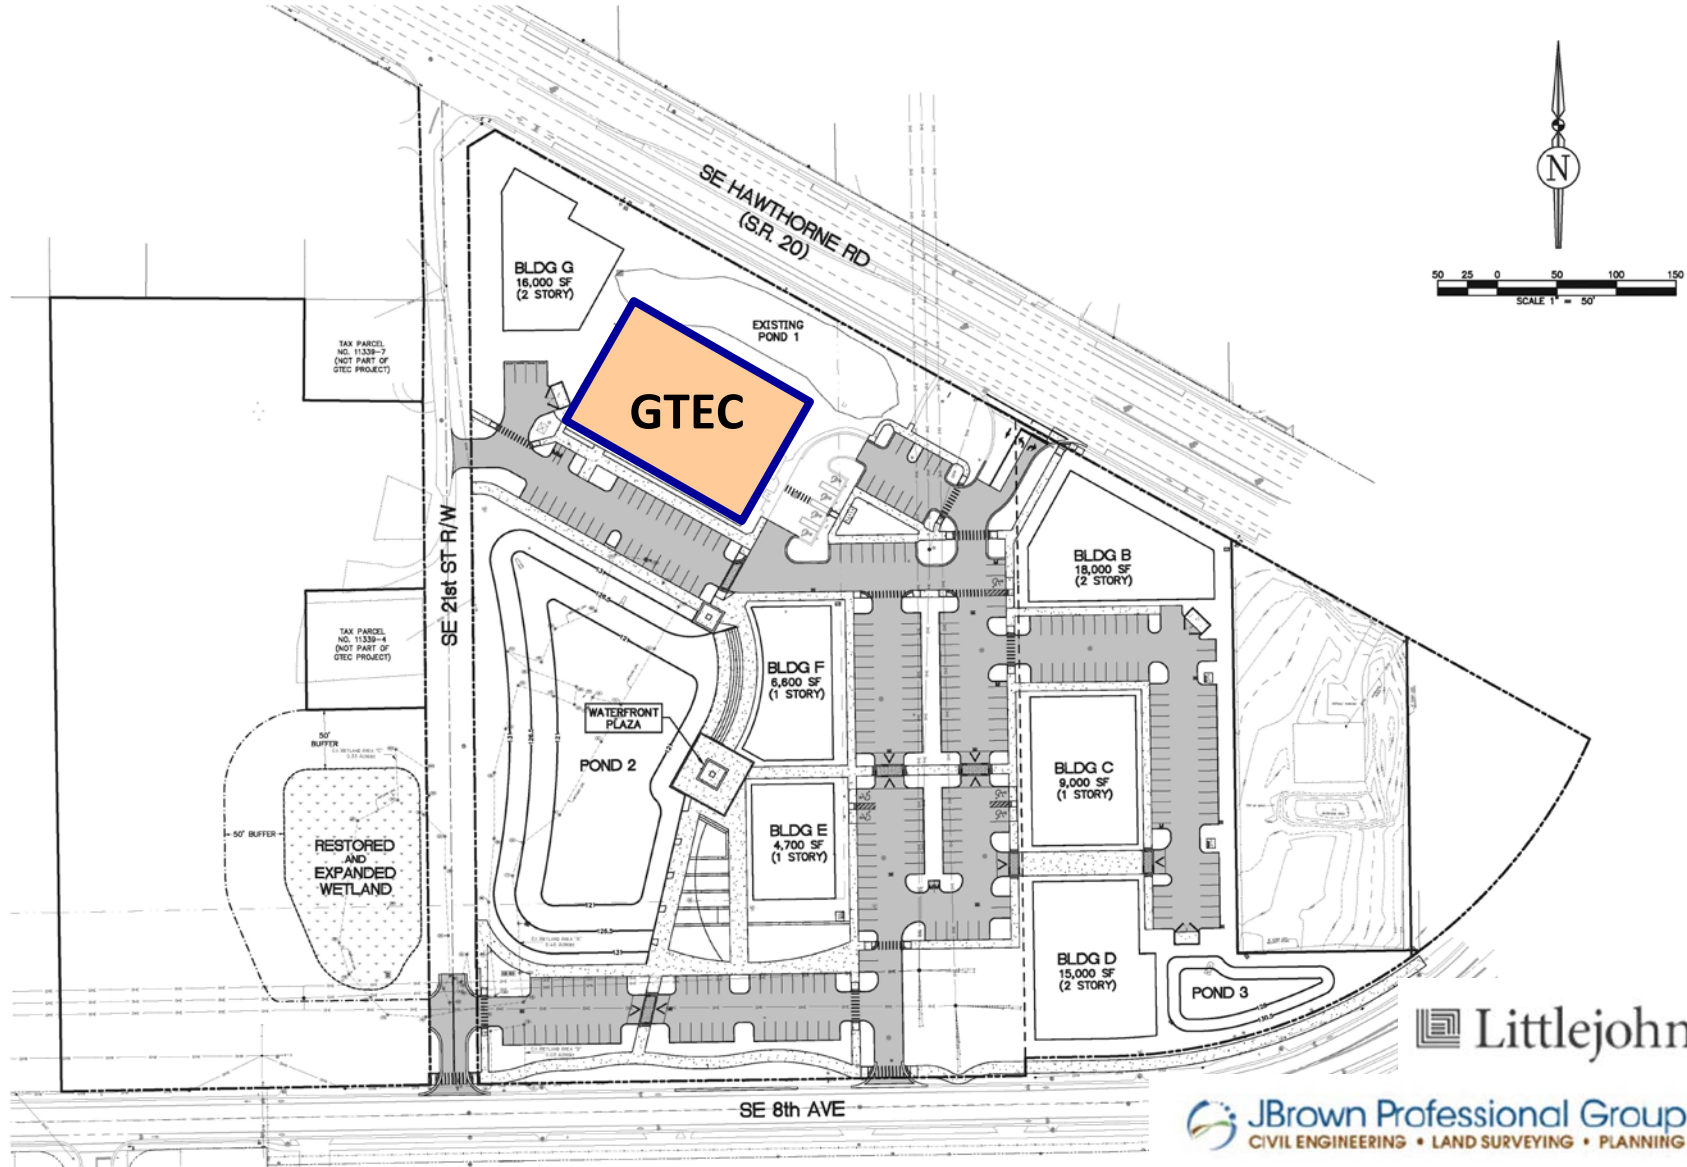 SE HAWTHORNE RD
(S.R. 20)
N
50 25 0 50 100 150
SCALE 1" = 50'
BLDG G
16,000 SF
(2 STORY)
EXISTING
POND 1
TAX PARCEL
NO. 11339-7
(NOT PART OF
GTEC PROJECT)
GTEC
SE 21st ST R/W
BLDG B
18,000 SF
(2 STORY)
TAX PARCEL
NO. 11339-4
(NOT PART OF
GTEC PROJECT)
BLDG F
6,600 SF
(1 STORY)
WATERFRONT
PLAZA
50'
BUFFER
POND 2
BLDG C
9,000 SF
(1 STORY)
50' BUFFER
RESTORED
AND
EXPANDED
WETLAND
BLDG E
4,700 SF
(1 STORY)
BLDG D
15,000 SF
(2 STORY)
POND 3
Littlejohn
SE 8th AVE
JBrown Professional Group
CIVIL ENGINEERING • LAND SURVEYING • PLANNING